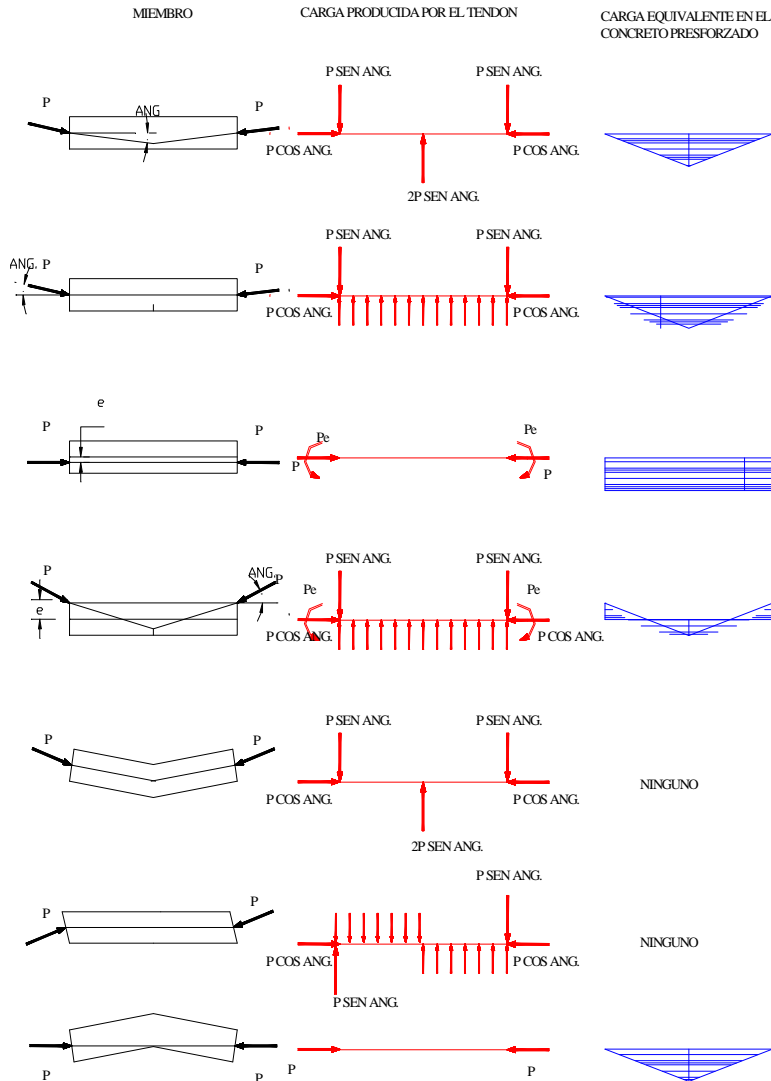 MIEMBRO
CARGA PRODUCIDA POR EL TENDON
CARGA EQUIVALENTE EN EL
CONCRETO PRESFORZADO
P
ANG
P
P SEN ANG.
P SEN ANG.
P COS ANG.
P COS ANG.
2P SEN ANG.
ANG.
P
P
P SEN ANG.
P SEN ANG.
P COS ANG.
P COS ANG.
e
P
P
Pe
P
Pe
P
P
e
ANG.
P
P SEN ANG.
P SEN ANG.
Pe
Pe
P COS ANG.
P COS ANG.
P
P
P SEN ANG.
P SEN ANG.
P COS ANG.
P COS ANG.
2P SEN ANG.
NINGUNO
P
P
P SEN ANG.
P COS ANG.
P COS ANG.
P SEN ANG.
NINGUNO
P
P
P
P